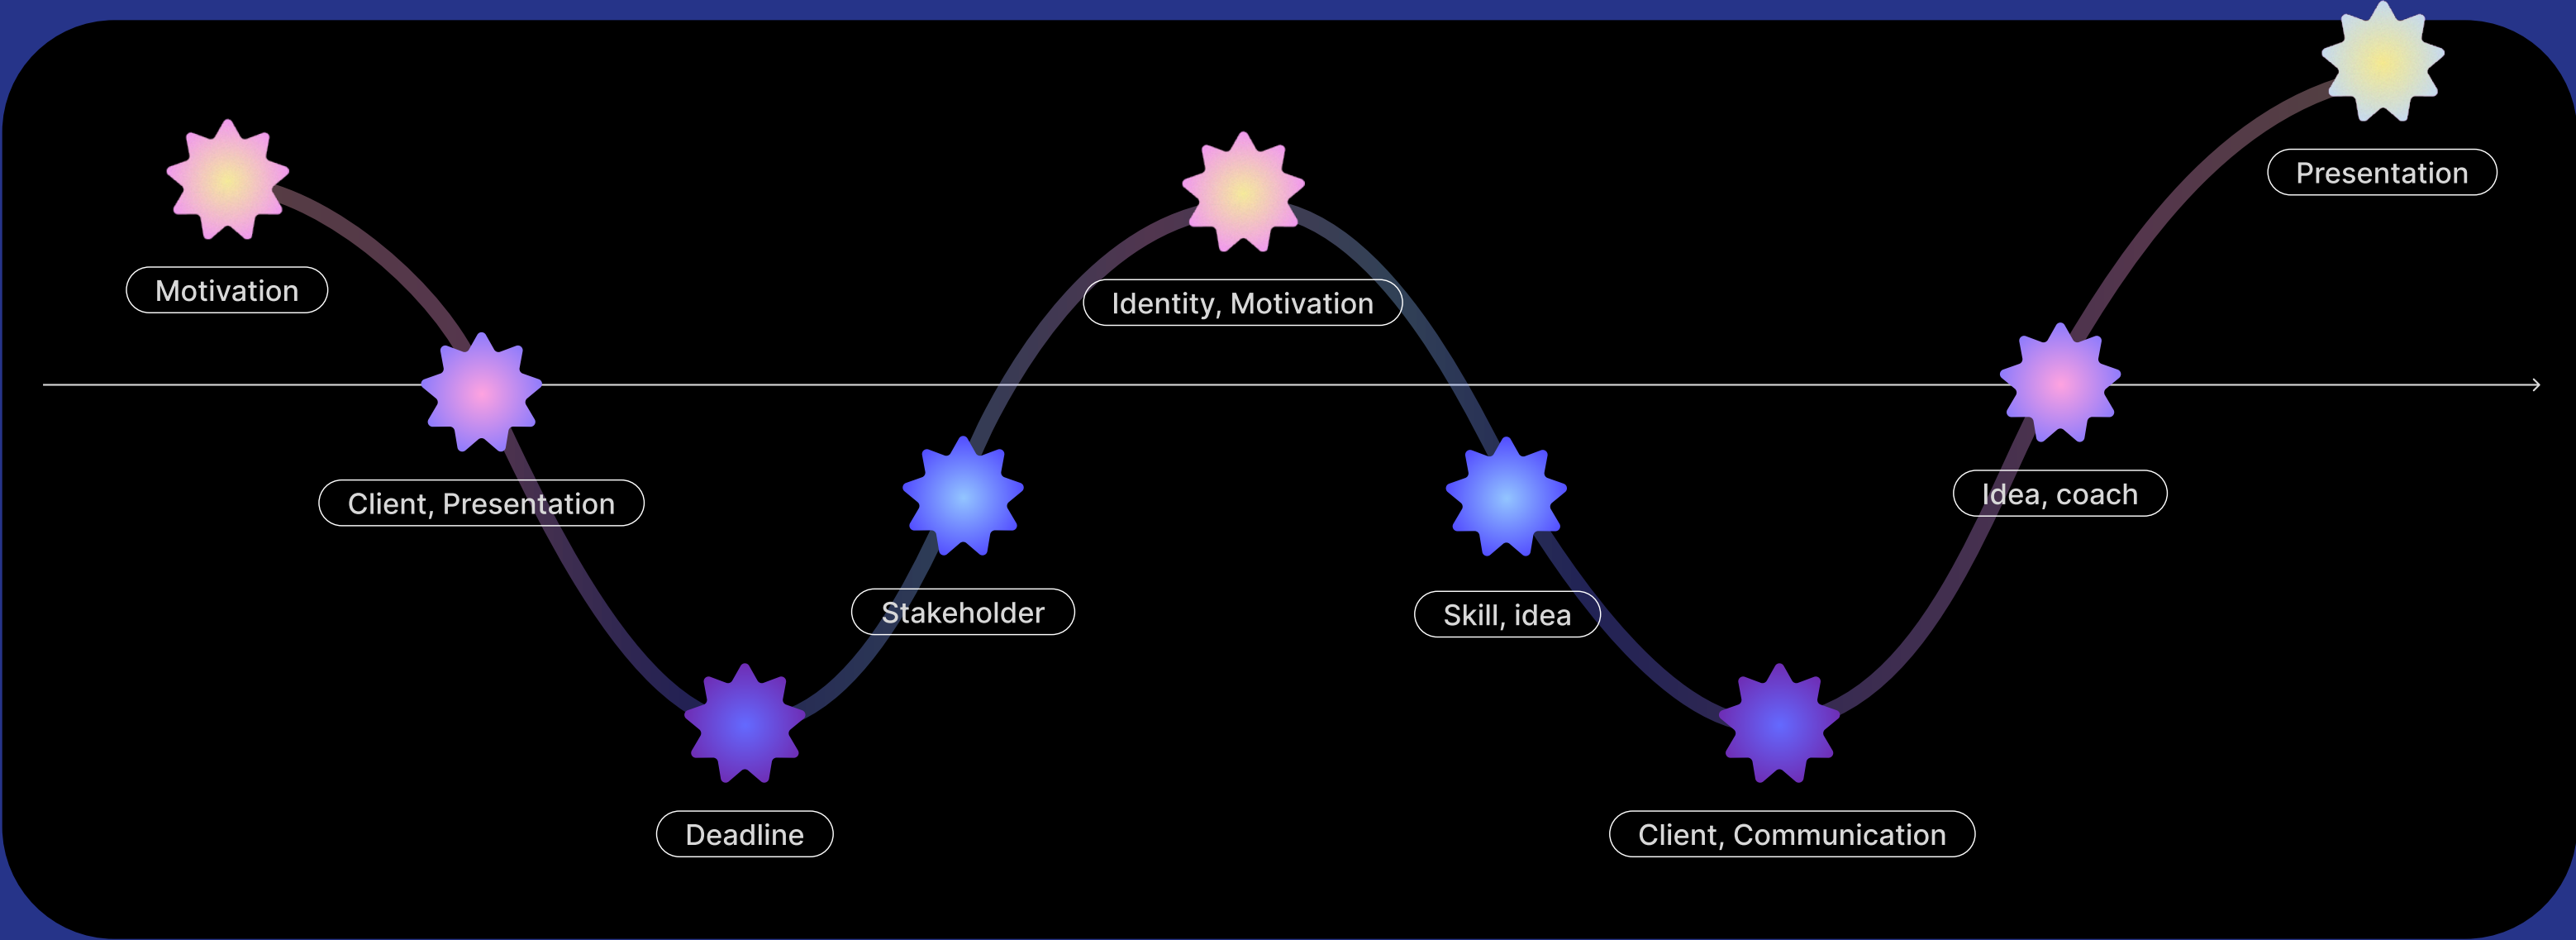 Motivation
Client, Presentation
Deadline
Stakeholder
Identity, Motivation
Skill, idea
Client, Communication
Idea, coach
Presentation